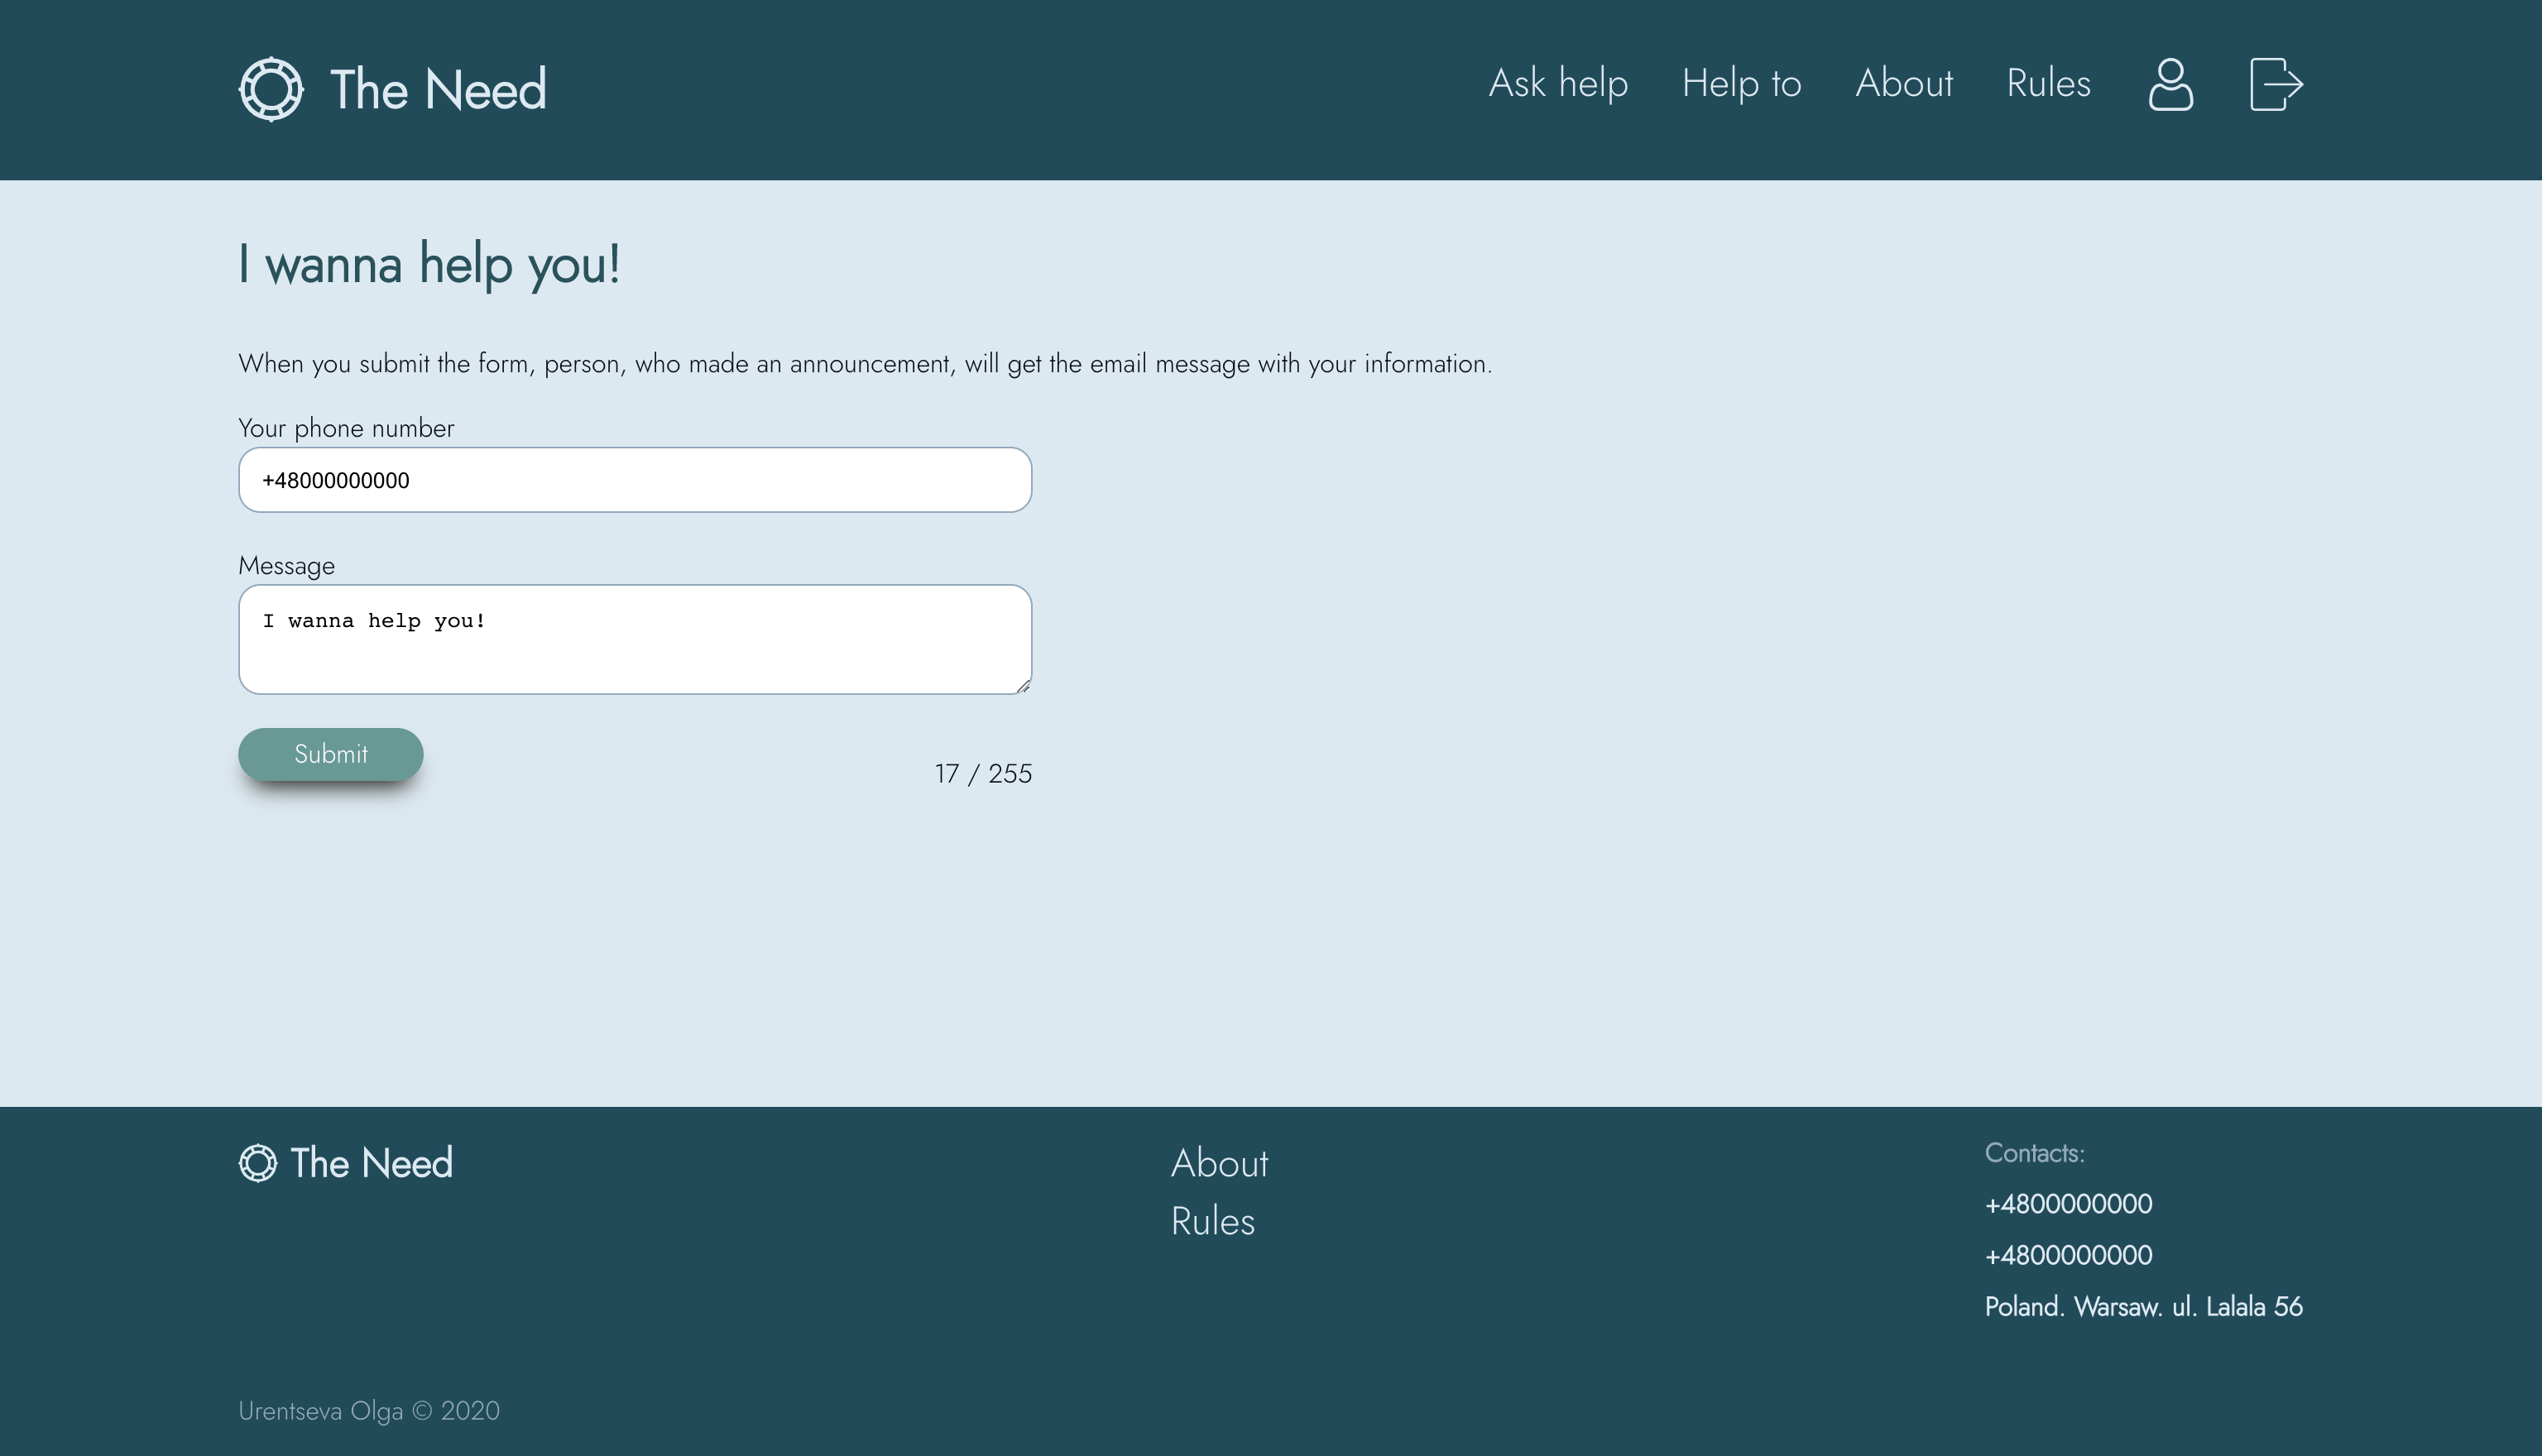 The Need
Ask help
Help to
About
Rules
I wanna help you!
When you submit the form, person, who made an announcement, will get the email message with your information.
Your phone number
+48000000000
Message
I wanna help you!
Submit
17 / 255
The Need
About
Rules
Contacts:
+4800000000
+4800000000
Poland. Warsaw. ul. Lalala 56
Urentseva Olga © 2020